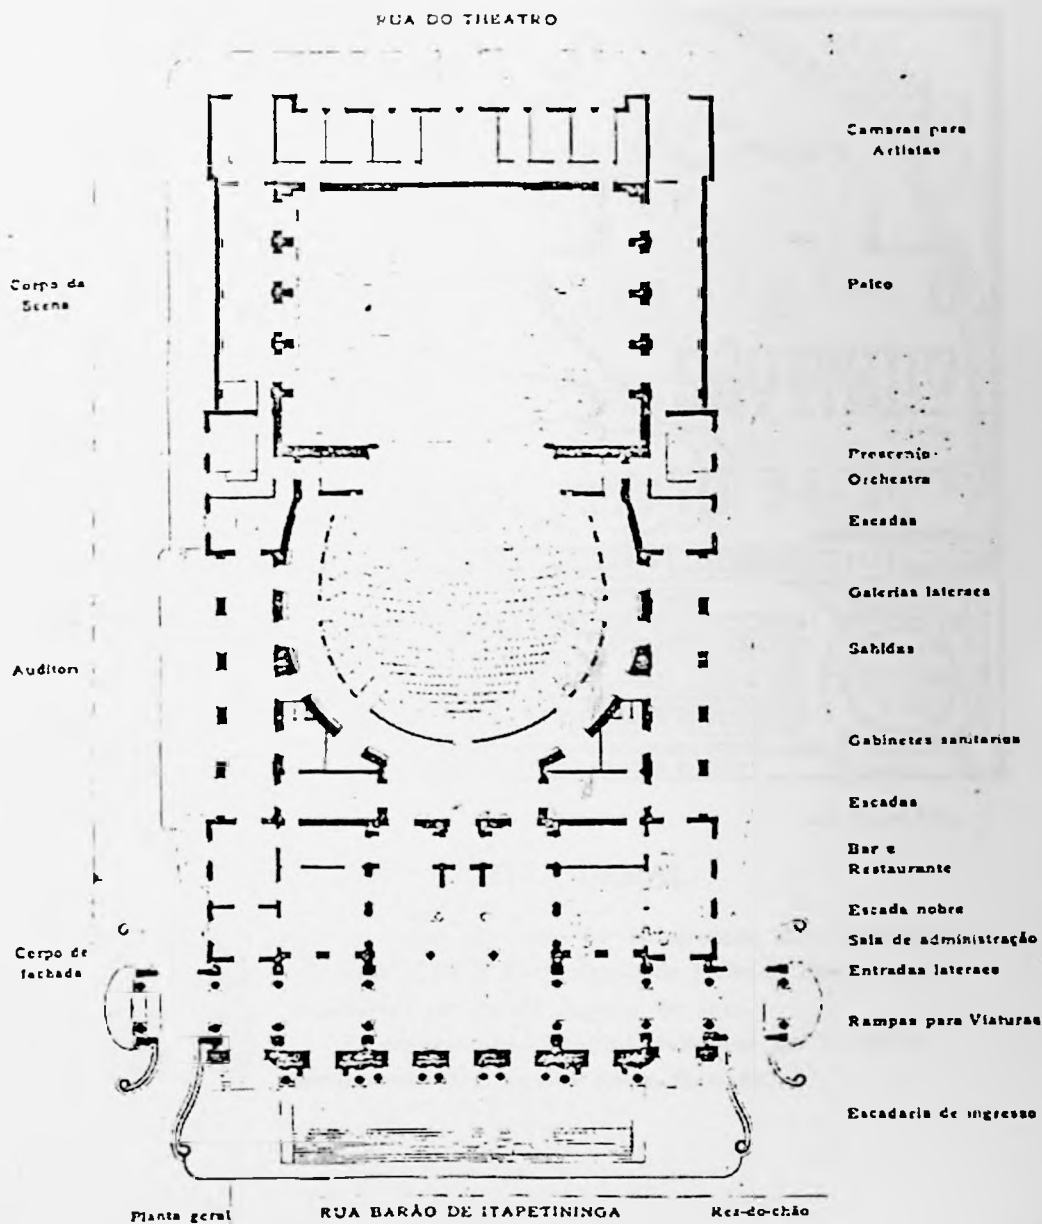 RUA DO THEATRO
Camaras para
Artistas
Corpo da
Scena
Palco
Proscenio-
Orchestra
Escadas
Galerias lateraes
Sahidas
Auditori
Gabinetes sanitarios
Escadas
Bar e
Restaurante
Escada nobre
Sala de administração
Corpo de
fachada
Entradas lateraes
Rampas para Viaturas
Escadaria de ingresso
Planta geral
RUA BARÃO DE ITAPETININGA
Rez-do-chão